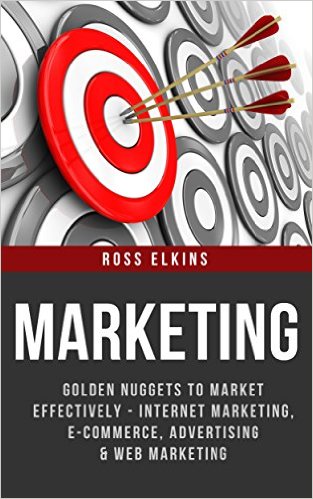 ROSS ELKINS
MARKETING
GOLDEN NUGGETS TO MARKET
EFFECTIVELY - INTERNET MARKETING,
E-COMMERCE, ADVERTISING
& WEB MARKETING